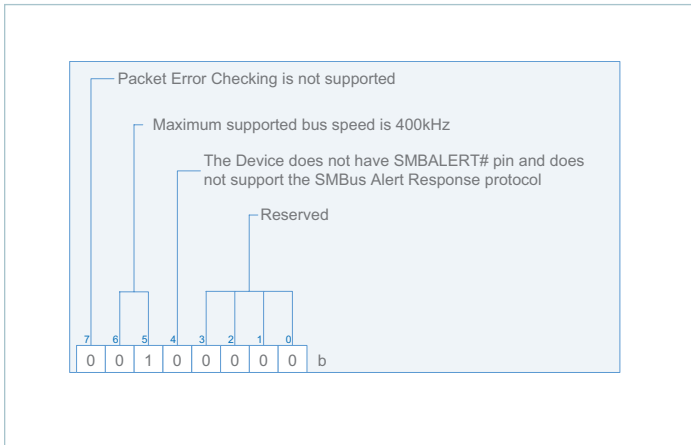 Packet Error Checking is not supported
Maximum supported bus speed is 400kHz
The Device does not have SMBALERT# pin and does
not support the SMBus Alert Response protocol
Reserved
7 6 5 4 3 2 1 0
0 0 1 0 0 0 0 0 b